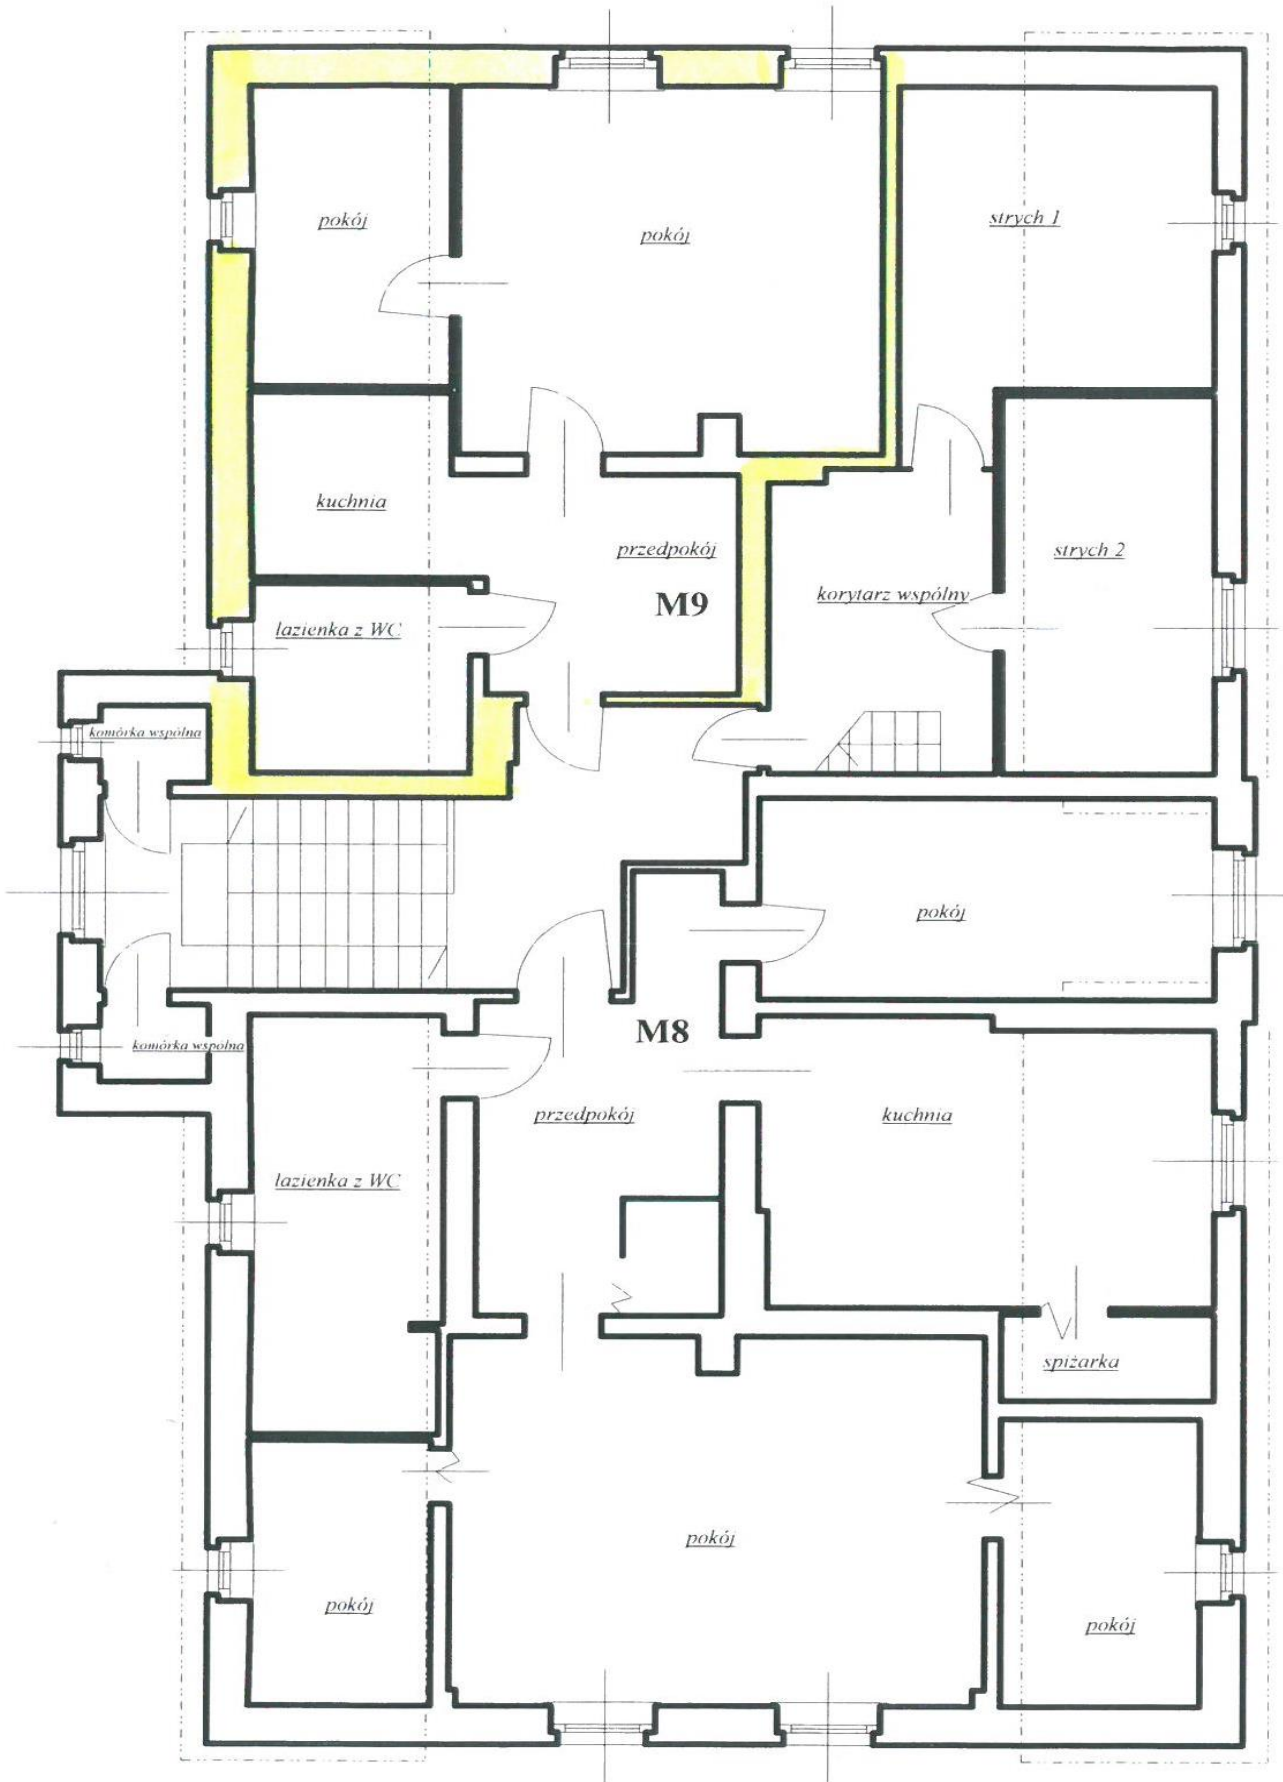 pokój
pokój
strych 1
kuchnia
przedpokój
strych 2
M9
korytarz wspólny
łazienka z WC
komórka wspólna
pokój
M8
komórka wspólna
przedpokój
kuchnia
łazienka z WC
spiżarka
pokój
pokój
pokój